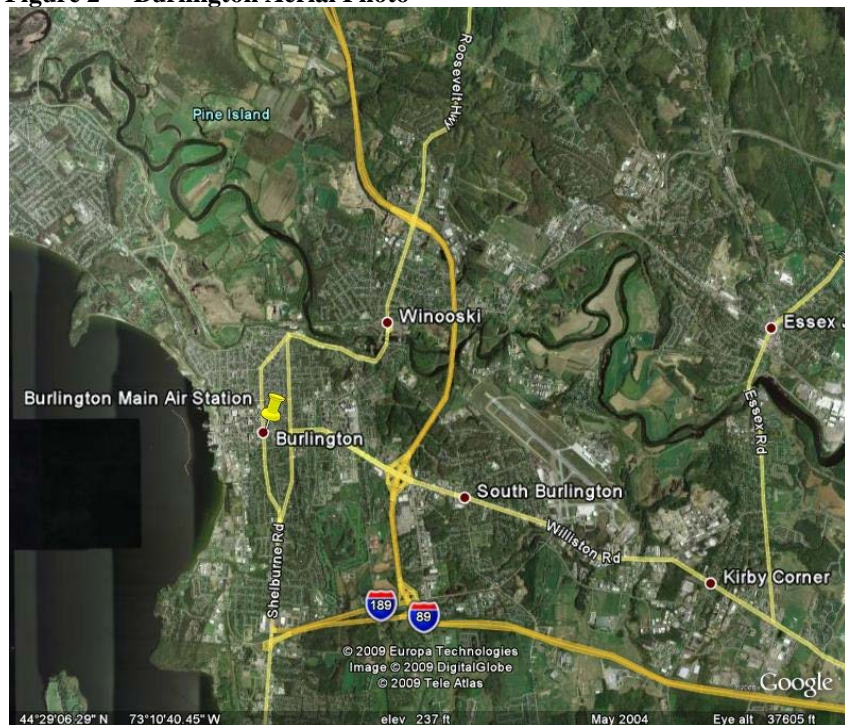 Figure 2 Burlington Aerial Photo
Roosevelt Hwy
Pine Island
Winooski
Essex J
Burlington Main Air Station
Burlington
Essex Rd
South Burlington
Williston Rd
Shelburne Rd
Kirby Corner
189
89
© 2009 Europa Technologies
Image © 2009 DigitalGlobe
© 2009 Tele Atlas
Google
44°29'06.29" N 73°10'40.45" W elev 237 ft May 2004 Eye alt 37605 ft